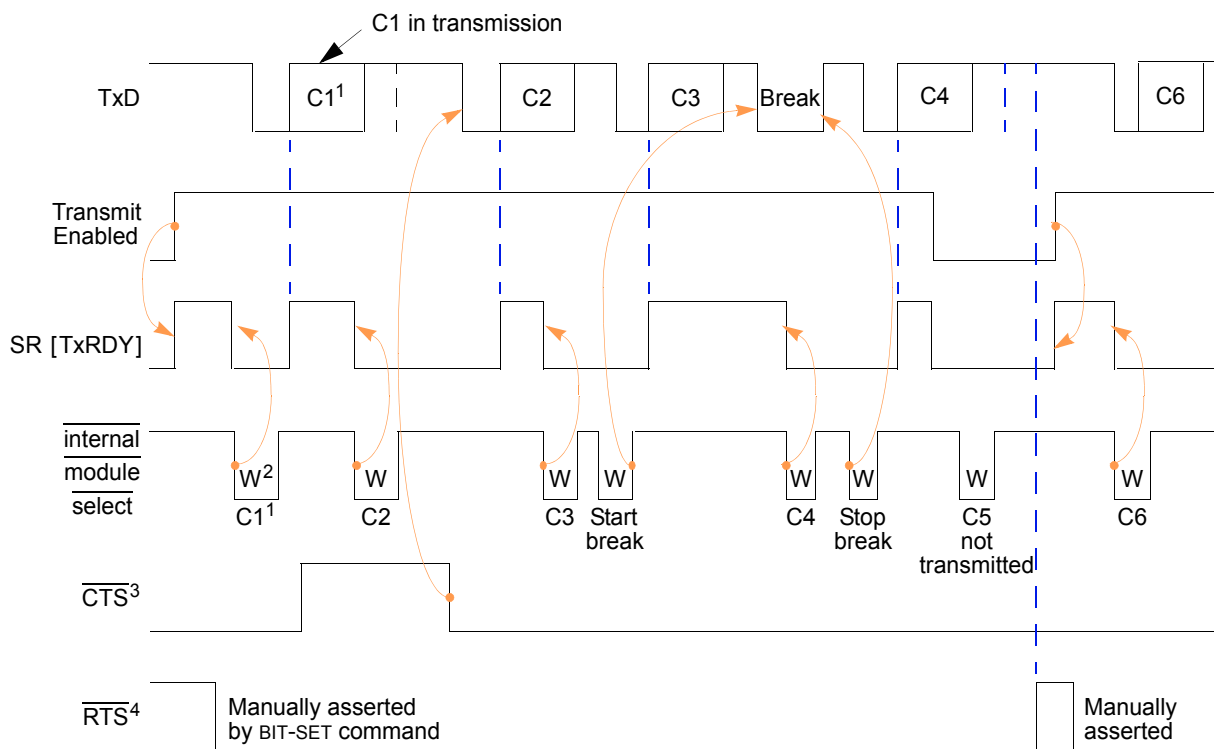 C1 in transmission
TxD
C1¹
C2
C3
Break
C4
C6
Transmit
Enabled
SR [TxRDY]
internal
module
select
W²
W
W
W
W
W
W
W
C1¹
C2
C3
Start
break
C4
Stop
break
C5
not
transmitted
C6
CTS³
RTS⁴
Manually asserted
by BIT-SET command
Manually
asserted